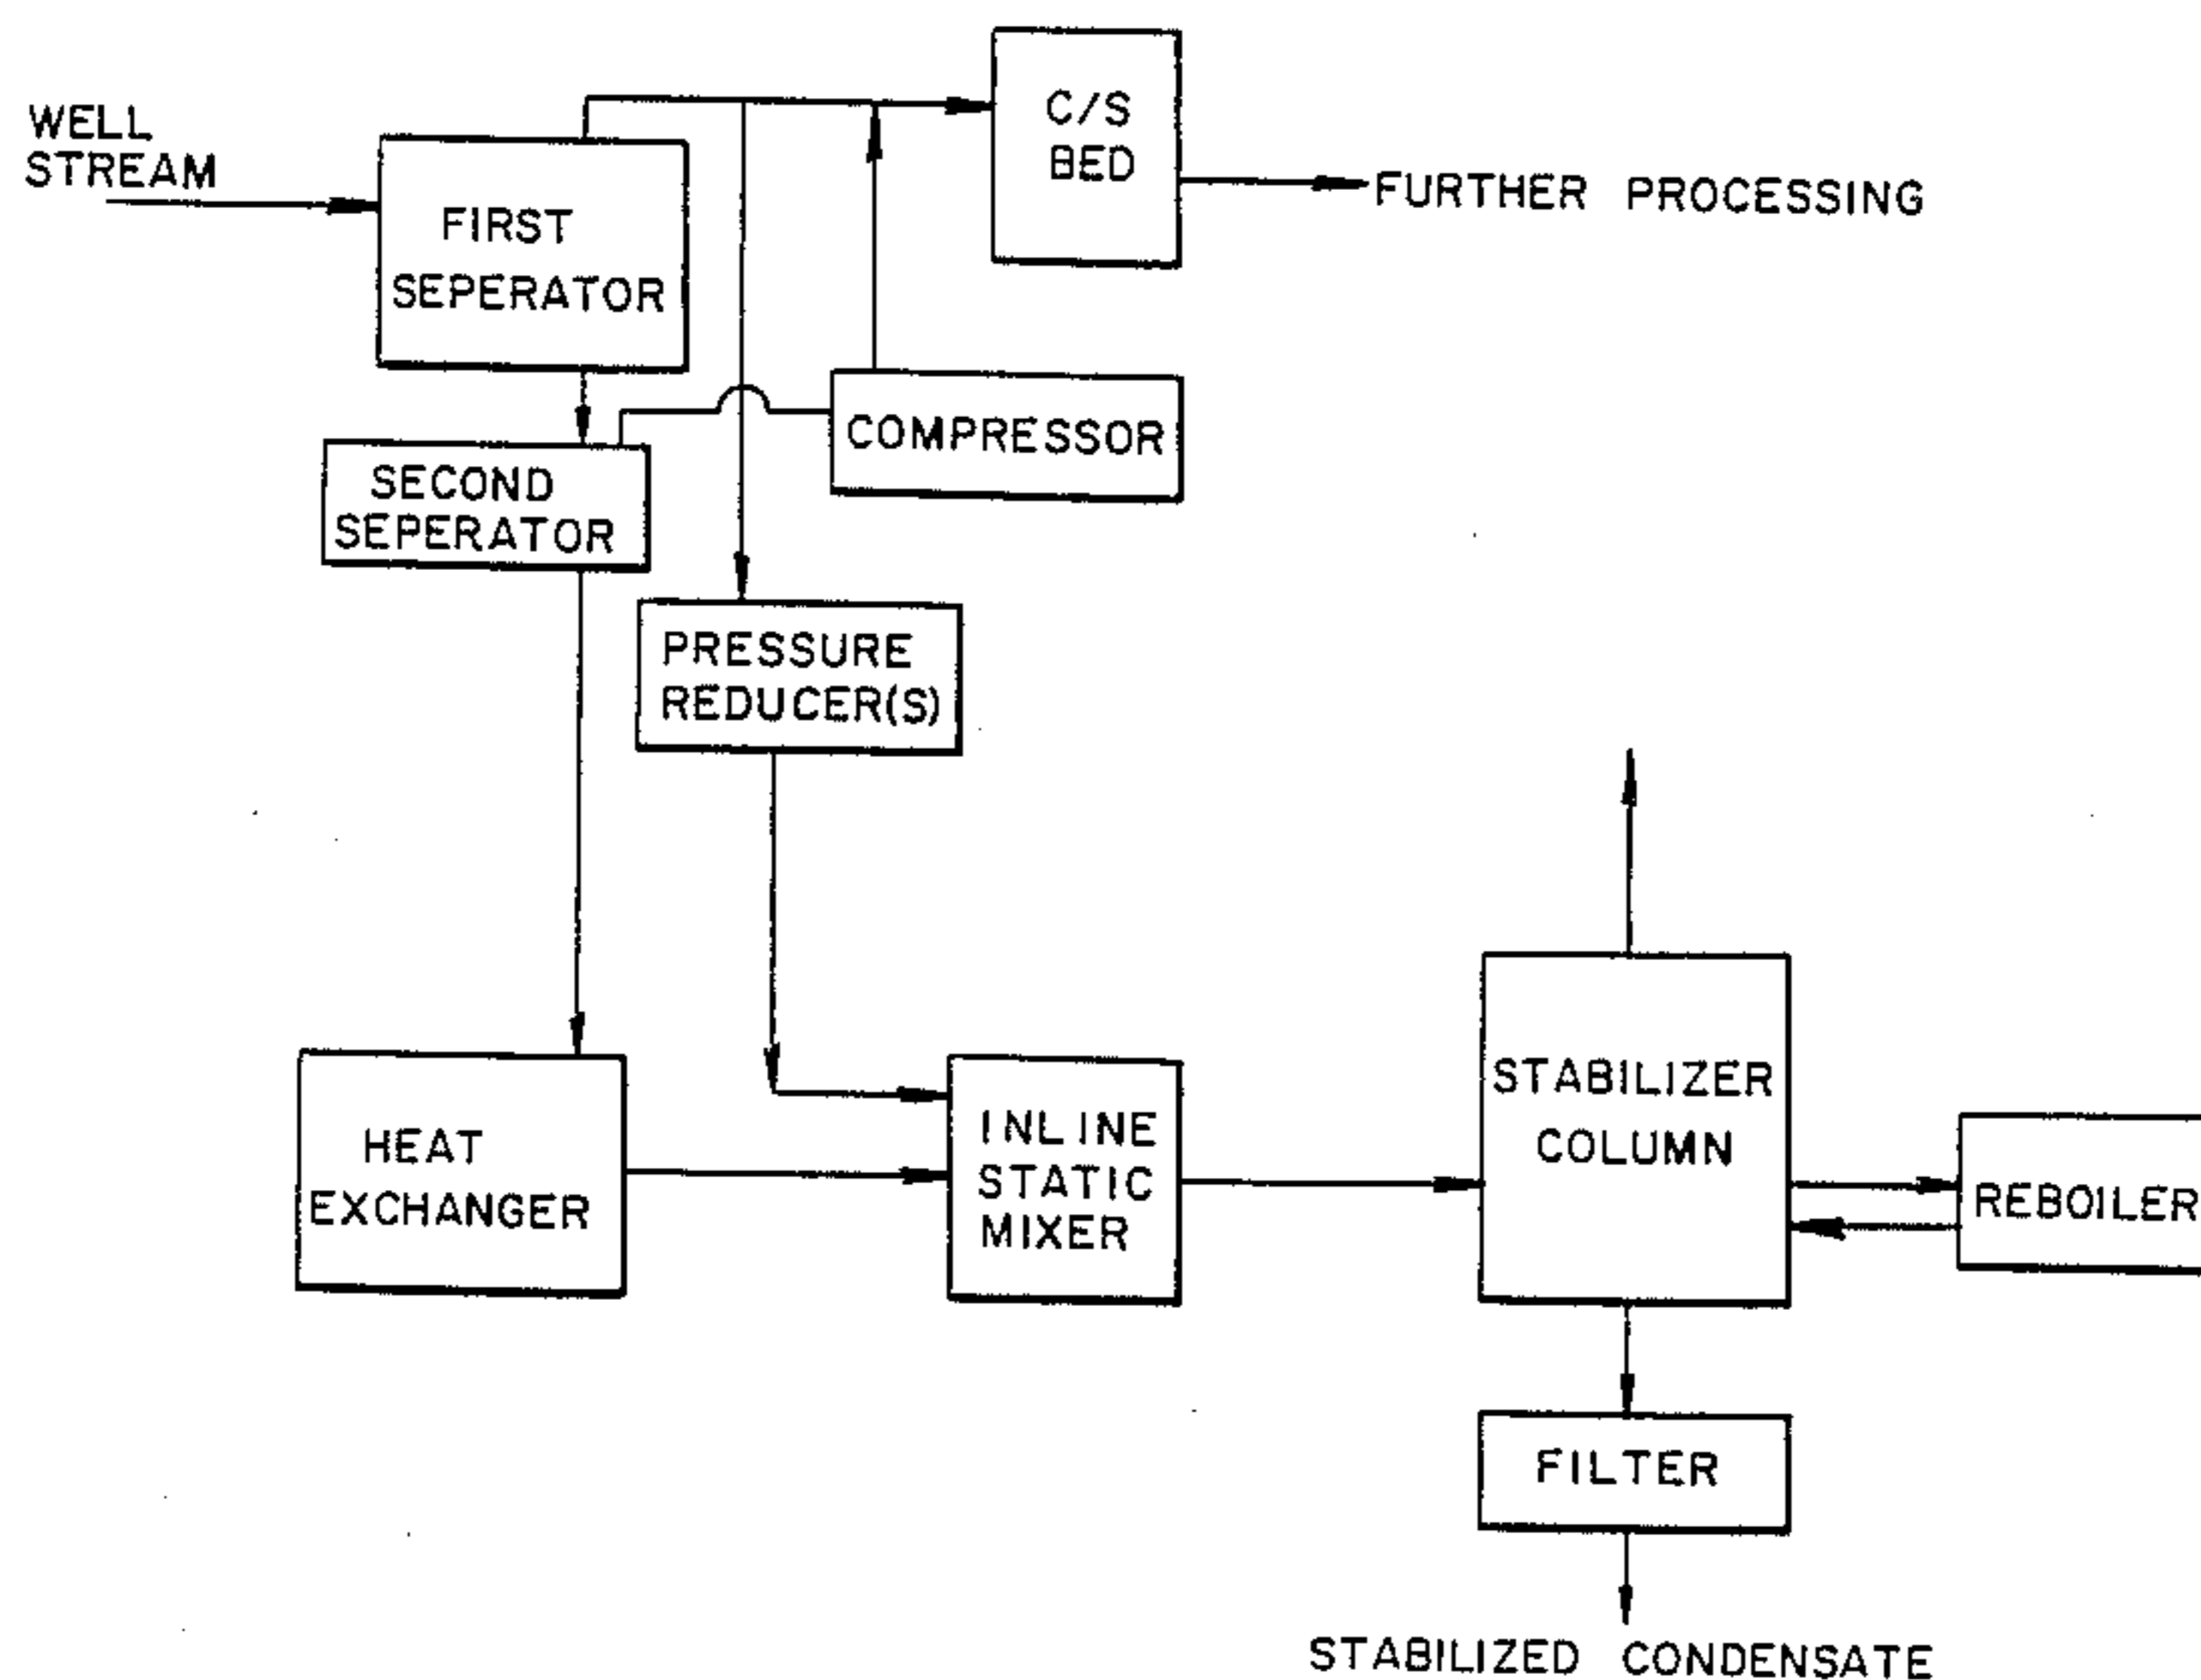 WELL
STREAM
FIRST
SEPERATOR
C/S
BED
FURTHER PROCESSING
COMPRESSOR
SECOND
SEPERATOR
PRESSURE
REDUCER(S)
HEAT
EXCHANGER
INLINE
STATIC
MIXER
STABILIZER
COLUMN
REBOILER
FILTER
STABILIZED CONDENSATE